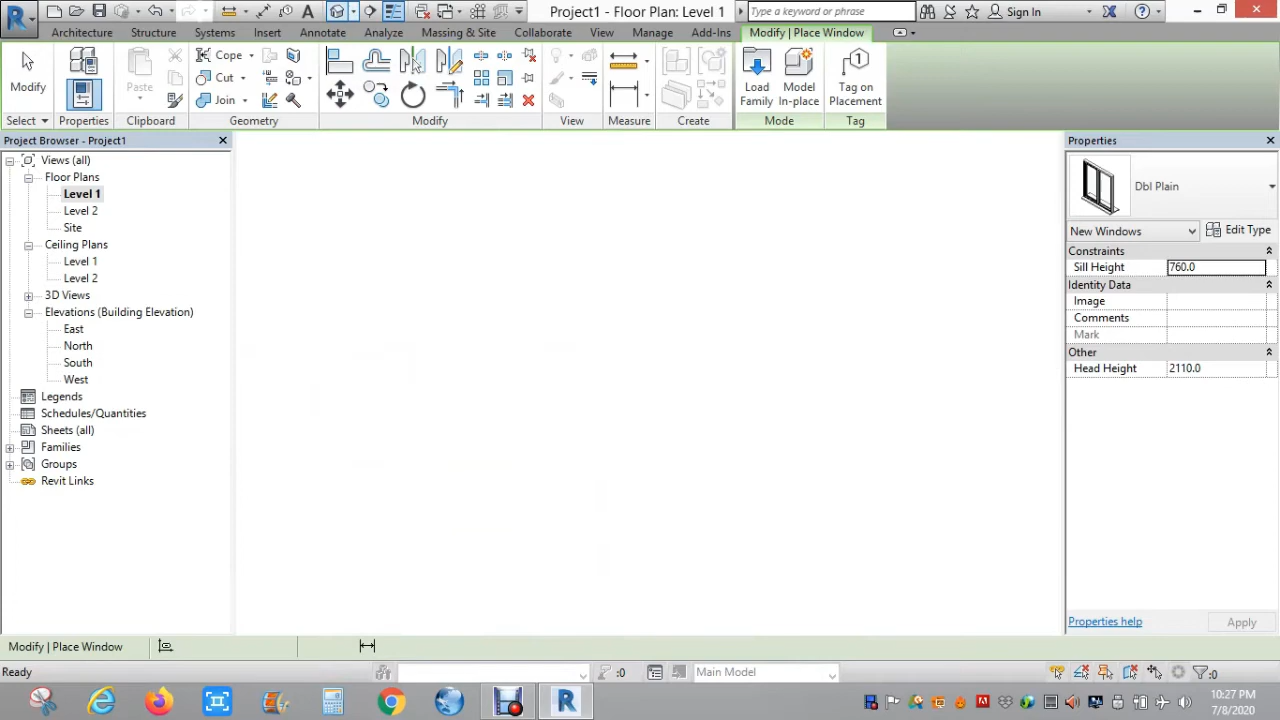 Project1 - Floor Plan: Level 1
Type a keyword or phrase
Sign In
Architecture Structure Systems Insert Annotate Analyze Massing & Site Collaborate View Manage Add-Ins Modify | Place Window
Modify
Paste
Cope
Cut
Join
Load Family
Model In-place
Tag on Placement
Select Properties Clipboard Geometry Modify View Measure Create Mode Tag
Project Browser - Project1
Views (all)
Floor Plans
Level 1
Level 2
Site
Ceiling Plans
Level 1
Level 2
3D Views
Elevations (Building Elevation)
East
North
South
West
Legends
Schedules/Quantities
Sheets (all)
Families
Groups
Revit Links
Properties
Dbl Plain
New Windows Edit Type
Constraints
Sill Height 760.0
Identity Data
Image
Comments
Mark
Other
Head Height 2110.0
Properties help Apply
Modify | Place Window
Ready :0 Main Model :0
10:27 PM
7/8/2020